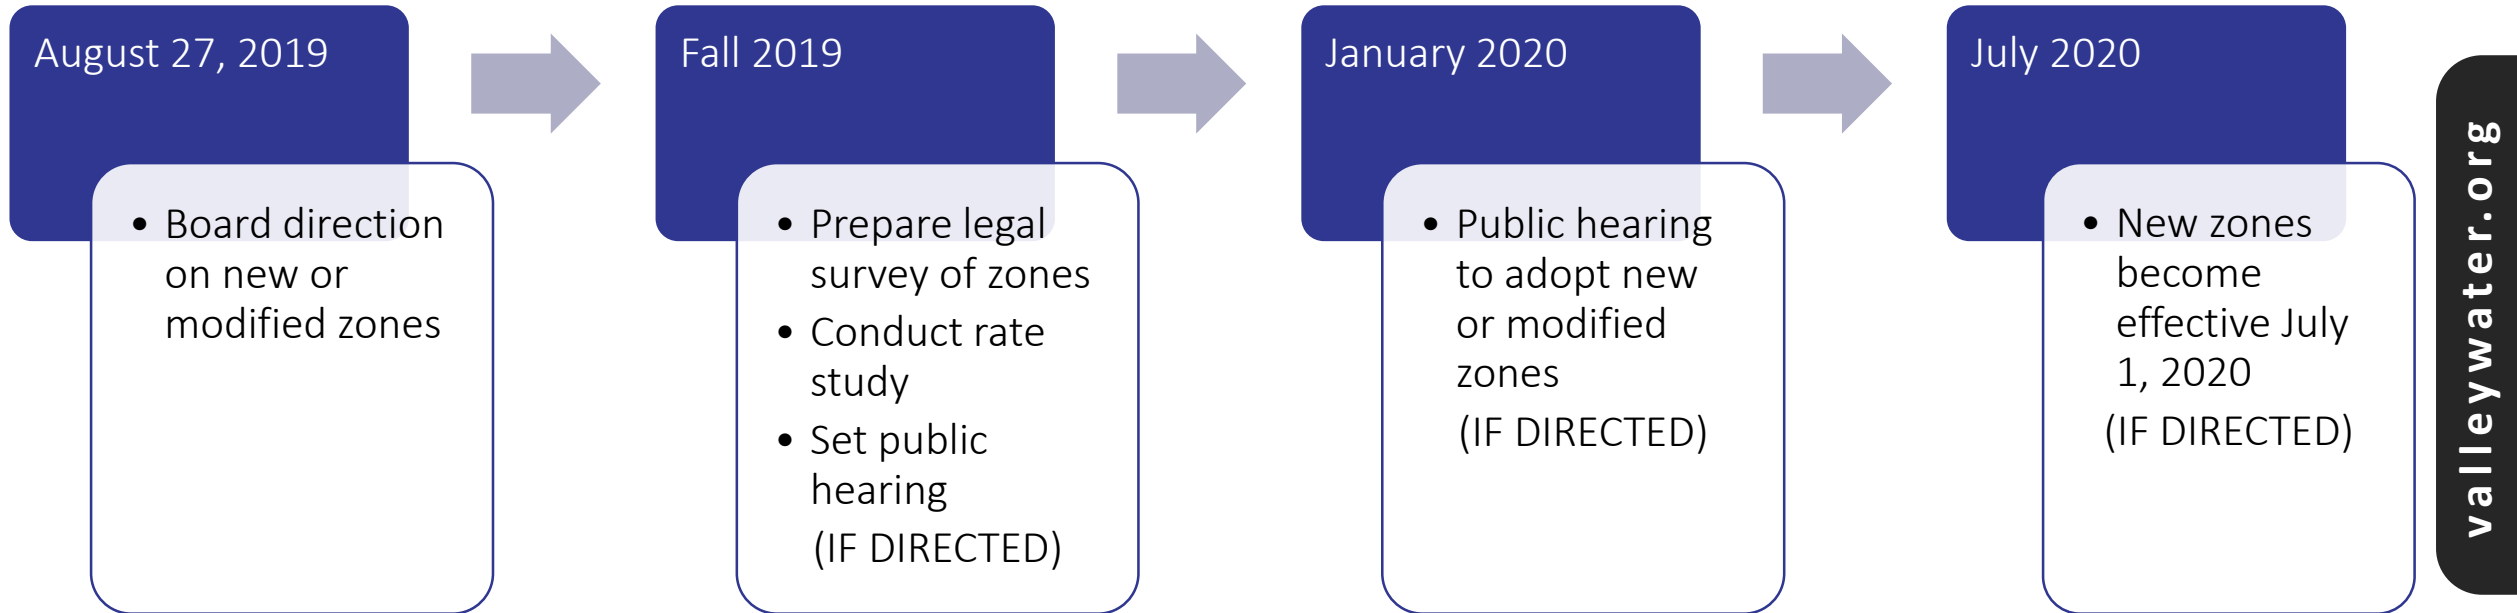 August 27, 2019
• Board direction
on new or
modified zones
Fall 2019
• Prepare legal
survey of zones
• Conduct rate
study
• Set public
hearing
(IF DIRECTED)
January 2020
• Public hearing
to adopt new
or modified
zones
(IF DIRECTED)
July 2020
• New zones
become
effective July
1, 2020
(IF DIRECTED)
valleywater.org